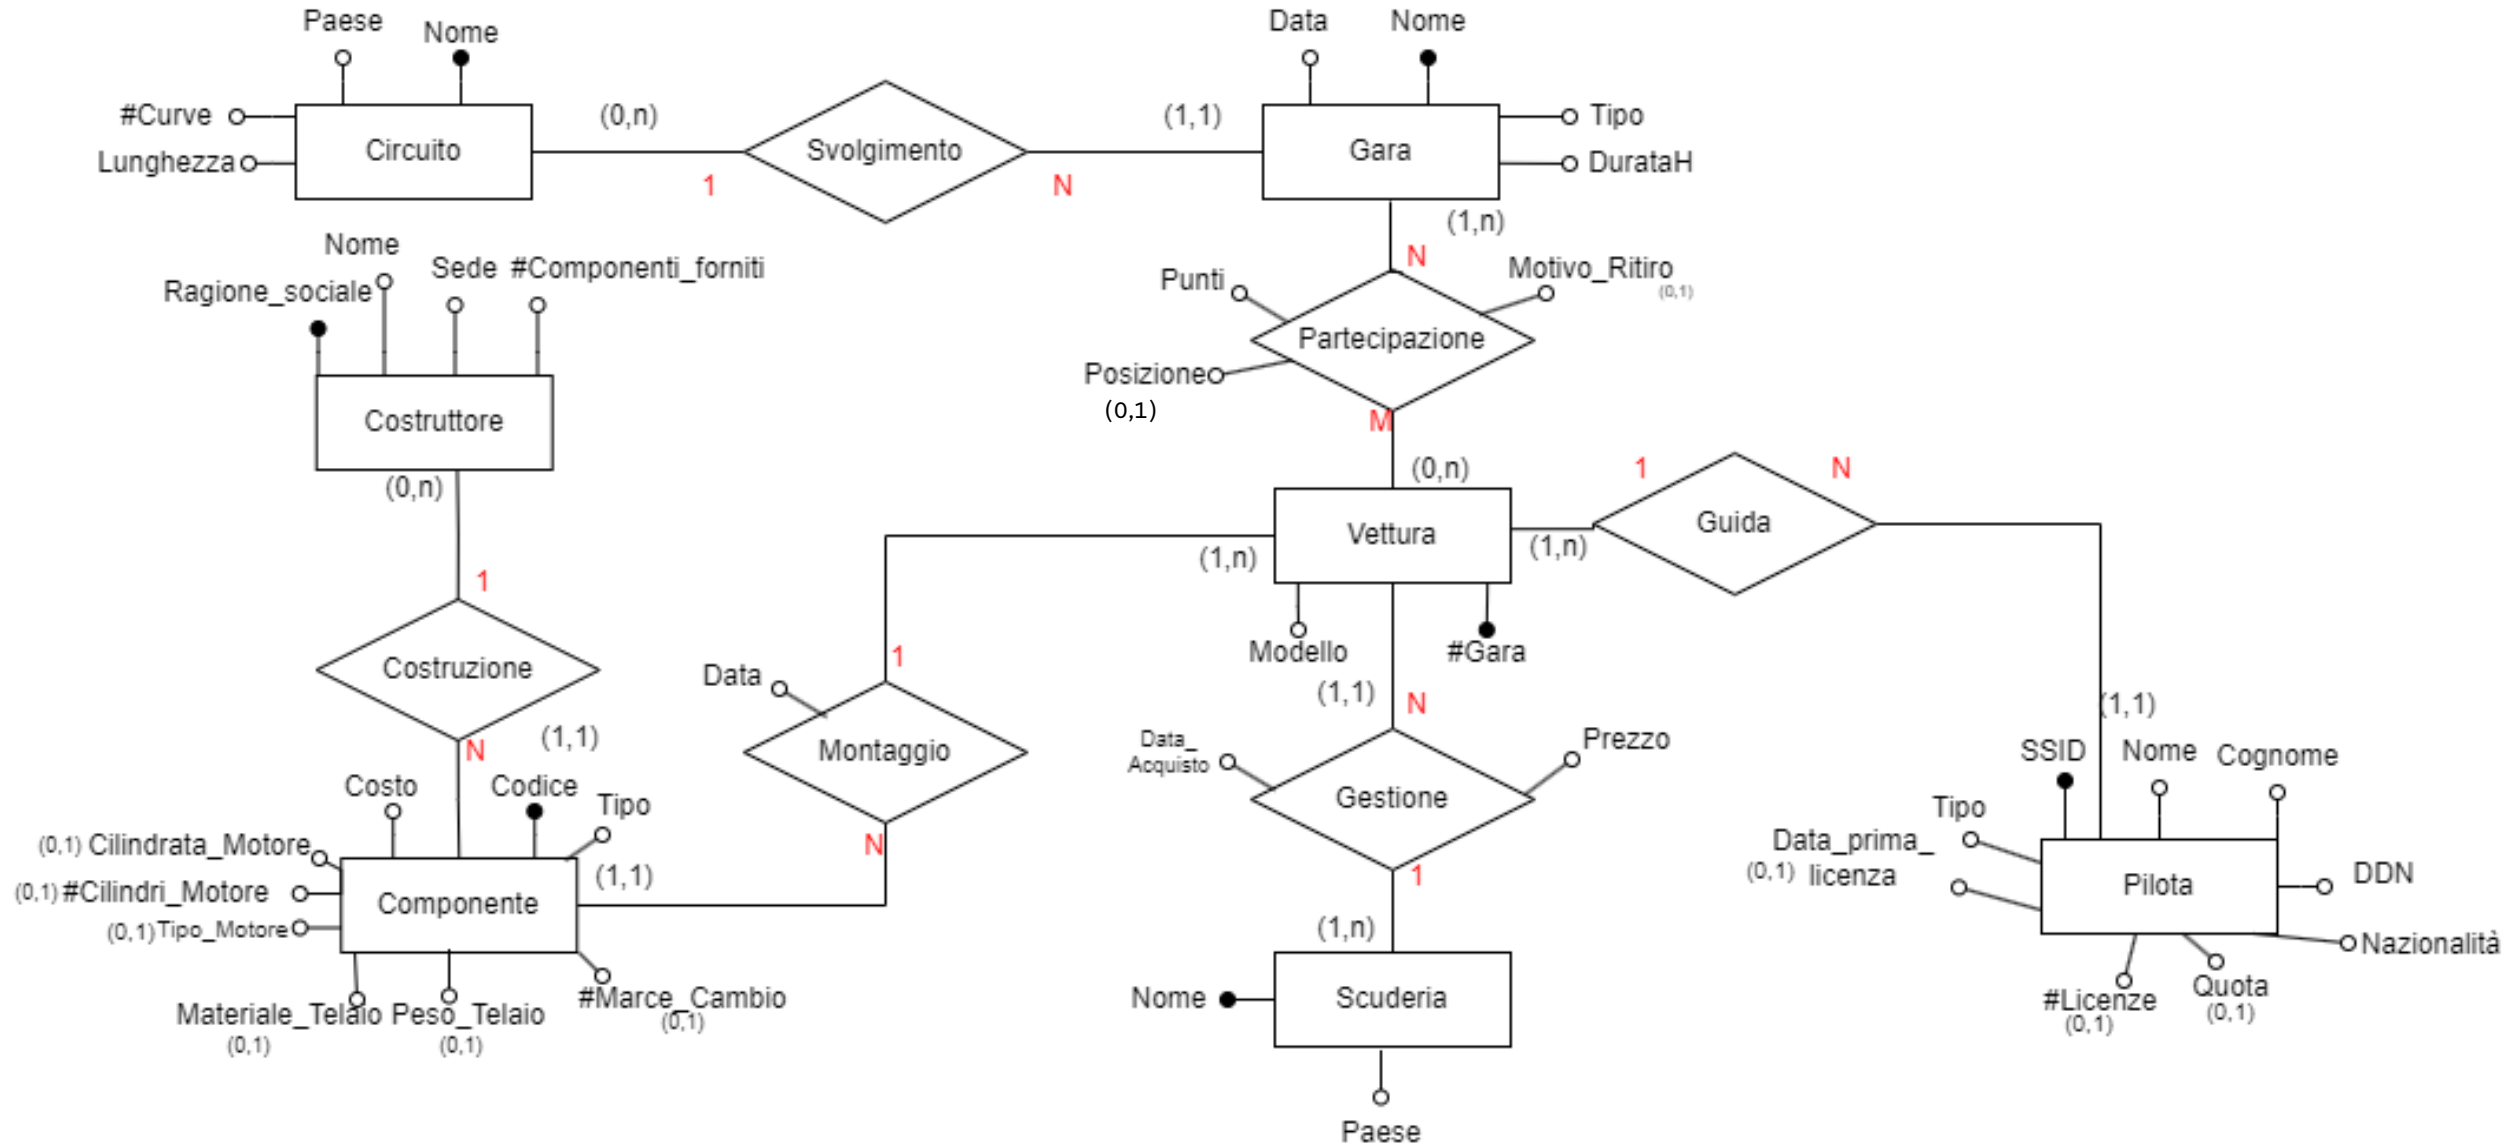 Paese
Nome
#Curve
Lunghezza
Circuito
(0,n)
1
Svolgimento
(1,1)
N
Data
Nome
Gara
Tipo
DurataH
(1,n)
N
Nome
Ragione_sociale
Sede
#Componenti_forniti
Costruttore
(0,n)
1
Punti
Motivo_Ritiro
(0,1)
Partecipazione
Posizione
(0,1)
M
(0,n)
Vettura
(1,n)
(1,n)
1
Guida
N
Modello
#Gara
(1,1)
Costruzione
N
(1,1)
Data
1
Montaggio
N
(1,1)
N
Data_
Acquisto
Prezzo
Gestione
1
(1,n)
Nome
Scuderia
Paese
Costo
Codice
Tipo
(0,1) Cilindrata_Motore
(0,1) #Cilindri_Motore
(0,1) Tipo_Motore
Componente
(1,1)
Materiale_Telaio
(0,1)
Peso_Telaio
(0,1)
#Marce_Cambio
(0,1)
SSID
Nome
Cognome
Tipo
Data_prima_
(0,1) licenza
Pilota
DDN
Nazionalità
#Licenze
(0,1)
Quota
(0,1)